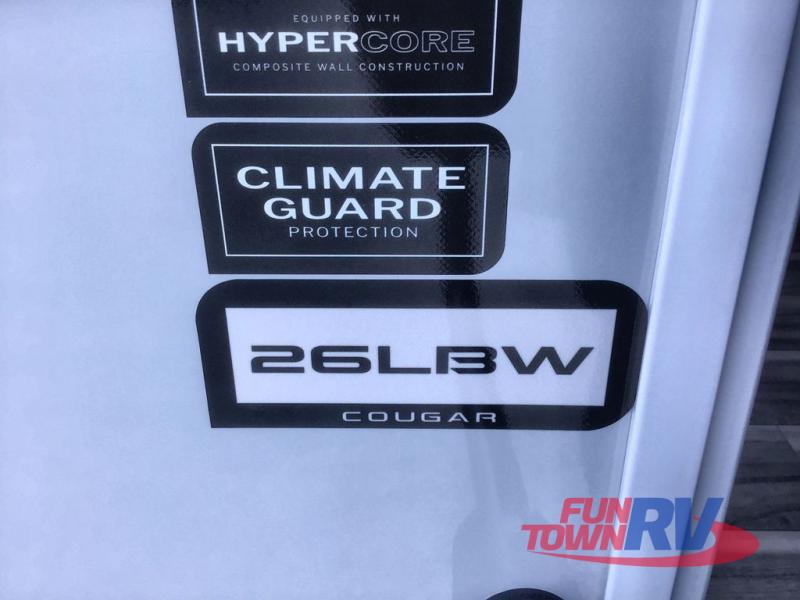 EQUIPPED WITH
HYPERCORE
COMPOSITE WALL CONSTRUCTION
CLIMATE
GUARD
PROTECTION
26LBW
COUGAR
FUN
TOWN RV